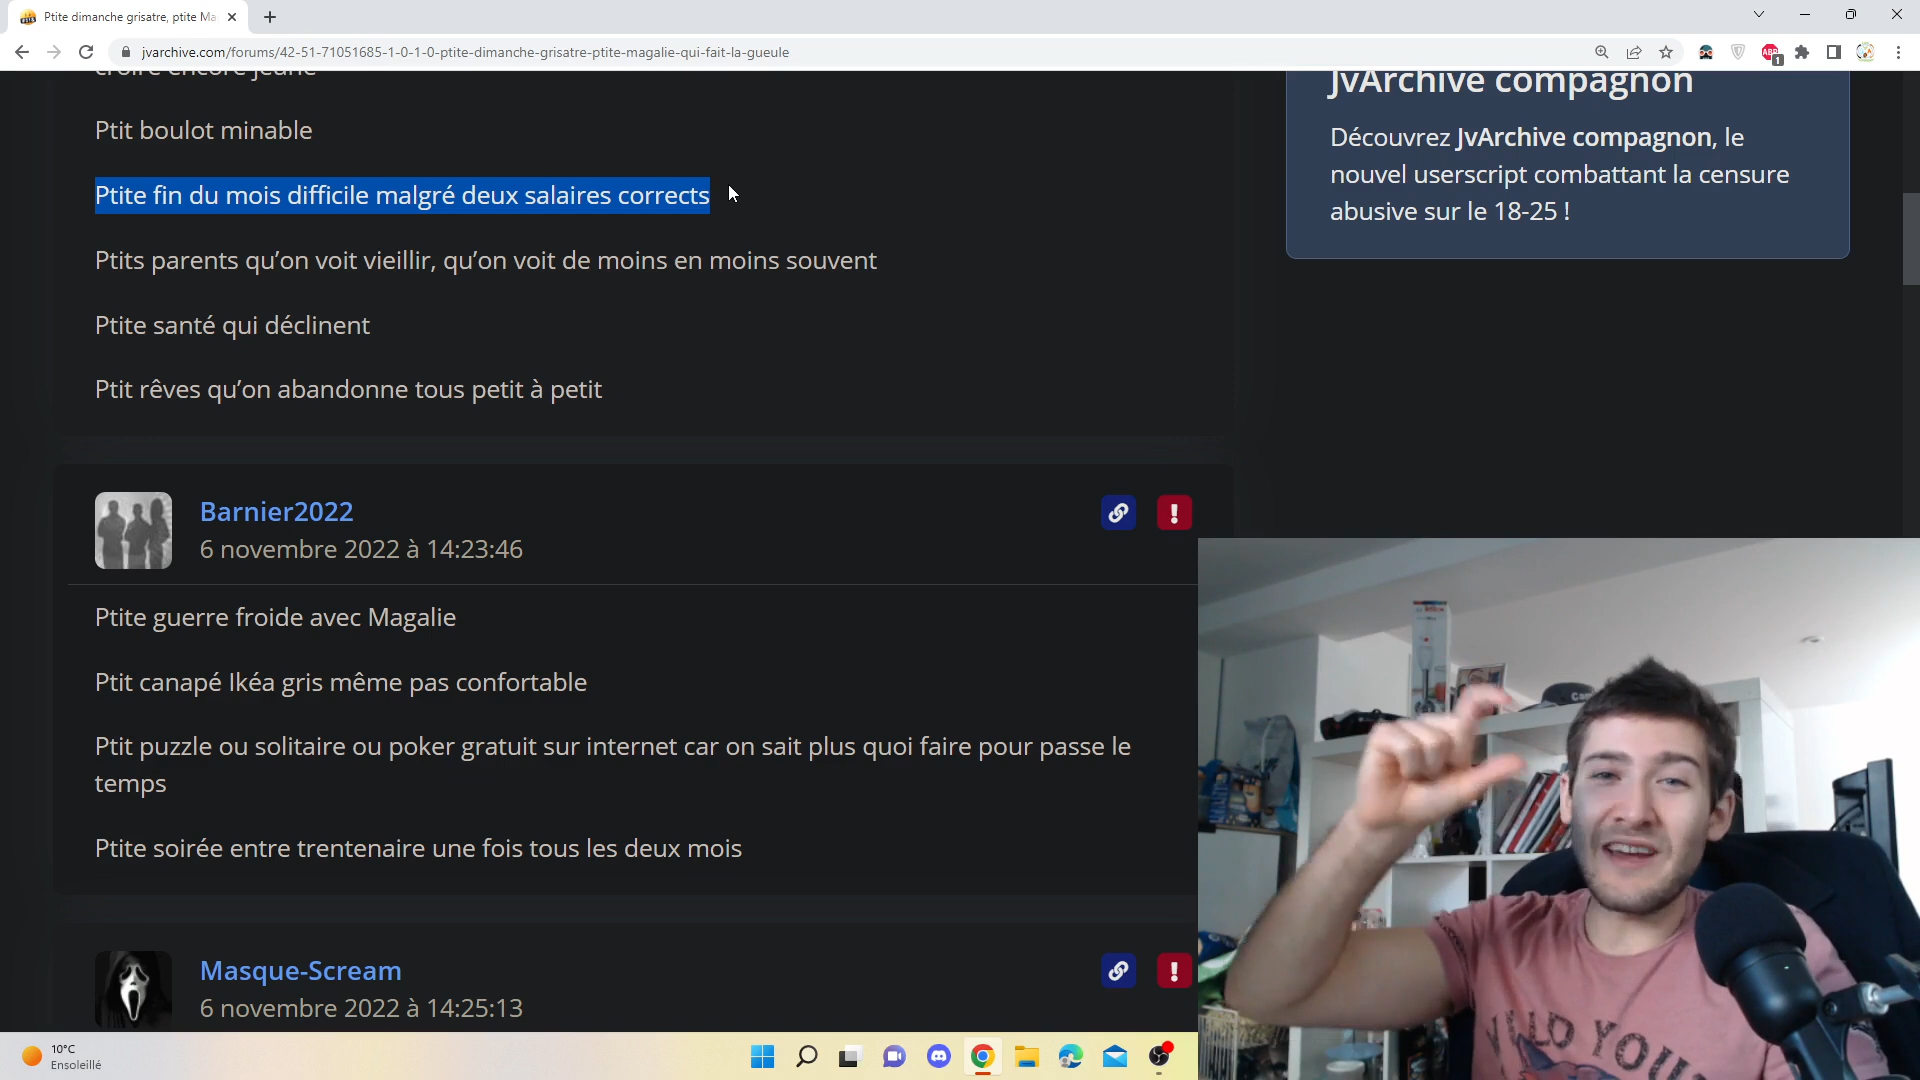 Ptite dimanche grisatre, ptite Ma
jvarchive.com/forums/42-51-71051685-1-0-1-0-ptite-dimanche-grisatre-ptite-magalie-qui-fait-la-gueule
ABP
1
croire encore jeune
Ptit boulot minable
Ptite fin du mois difficile malgré deux salaires corrects
Ptits parents qu’on voit vieillir, qu’on voit de moins en moins souvent
Ptite santé qui déclinent
Ptit rêves qu’on abandonne tous petit à petit
JvArchive compagnon
Découvrez JvArchive compagnon, le
nouvel userscript combattant la censure
abusive sur le 18-25 !
Barnier2022
6 novembre 2022 à 14:23:46
Ptite guerre froide avec Magalie
Ptit canapé Ikéa gris même pas confortable
Ptit puzzle ou solitaire ou poker gratuit sur internet car on sait plus quoi faire pour passe le
temps
Ptite soirée entre trentenaire une fois tous les deux mois
Masque-Scream
6 novembre 2022 à 14:25:13
10°C
Ensoleillé